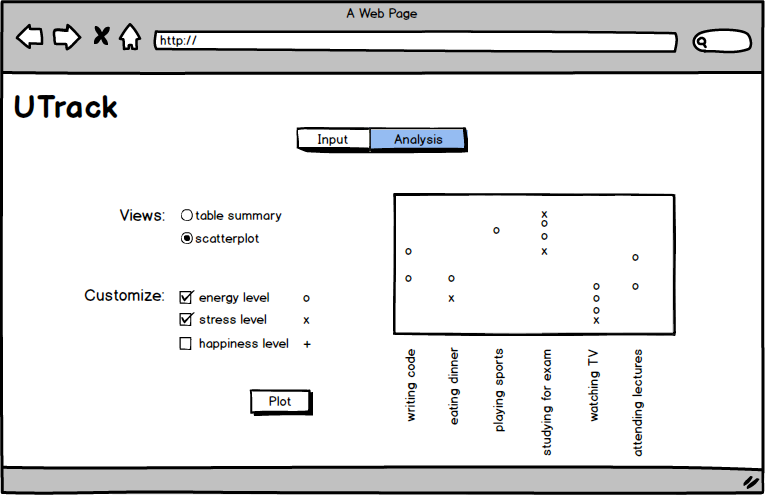 A Web Page
http://
UTrack
Input Analysis
Views: table summary
scatterplot
Customize: energy level o
stress level x
happiness level +
Plot
writing code
eating dinner
playing sports
studying for exam
watching TV
attending lectures